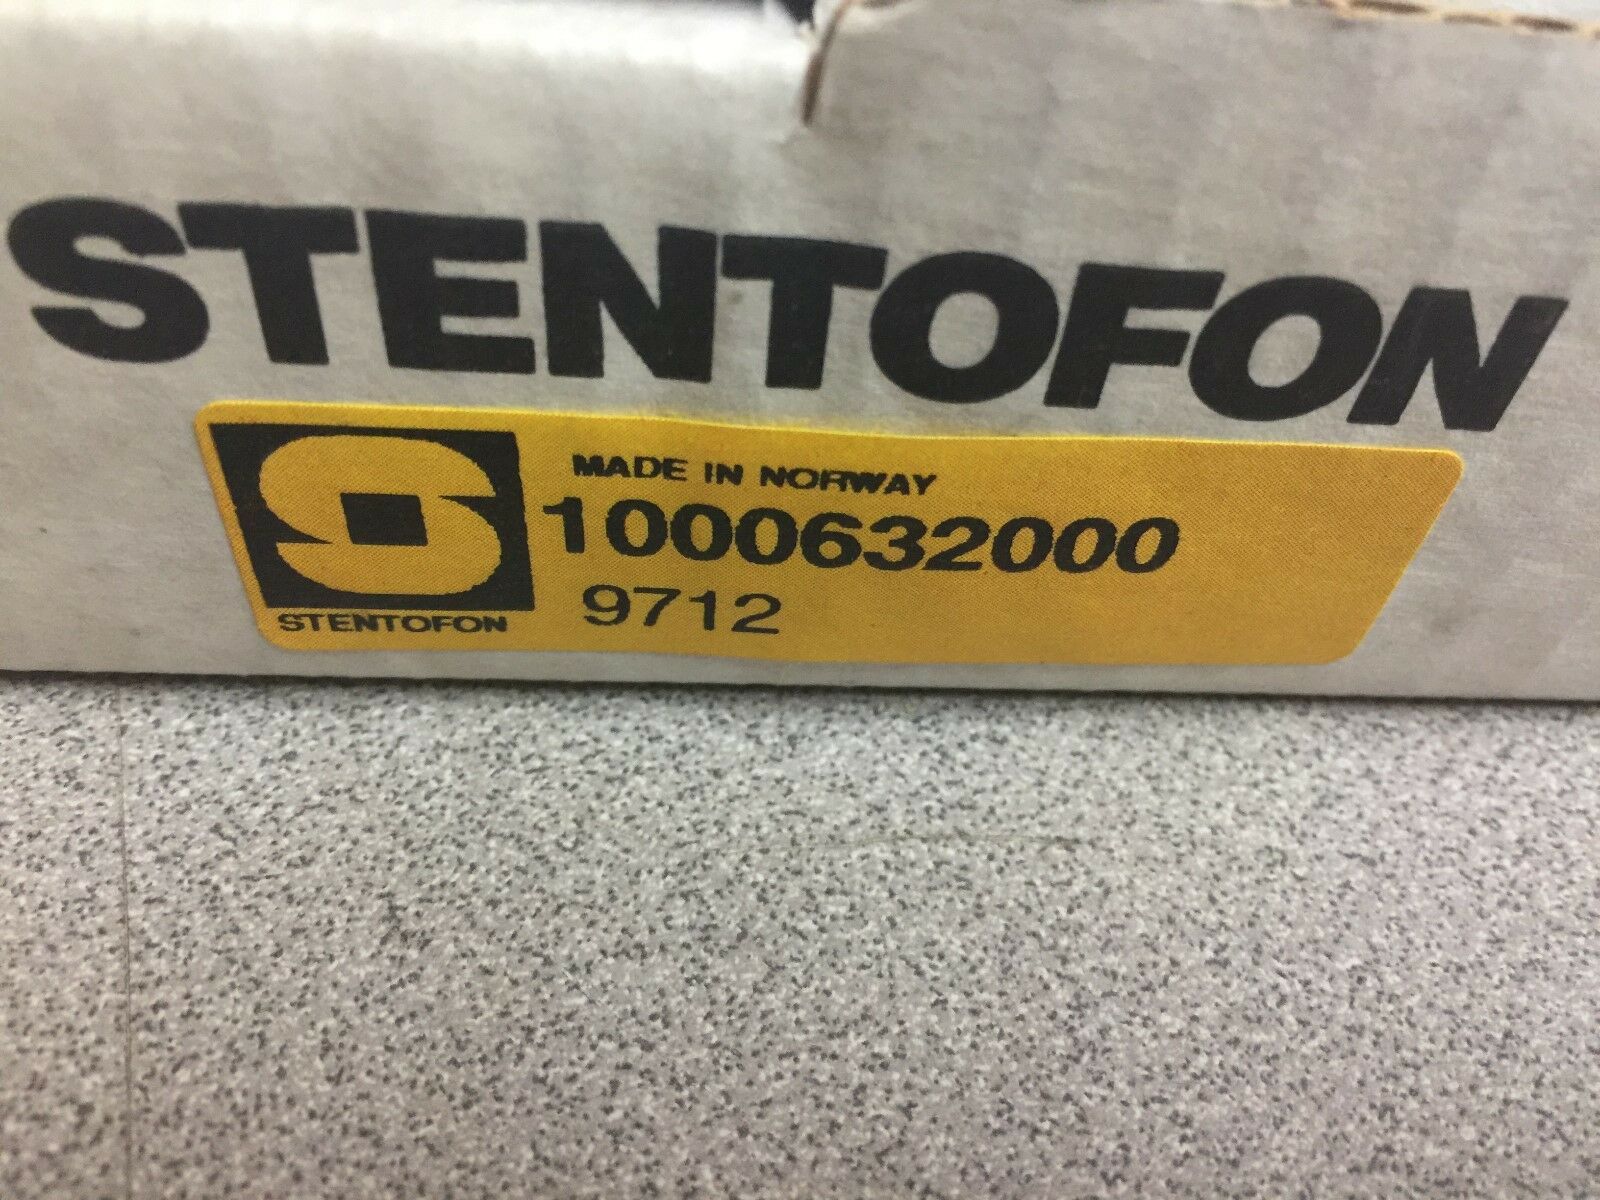 STENTOFON
MADE IN NORWAY
1000632000
9712
STENTOFON